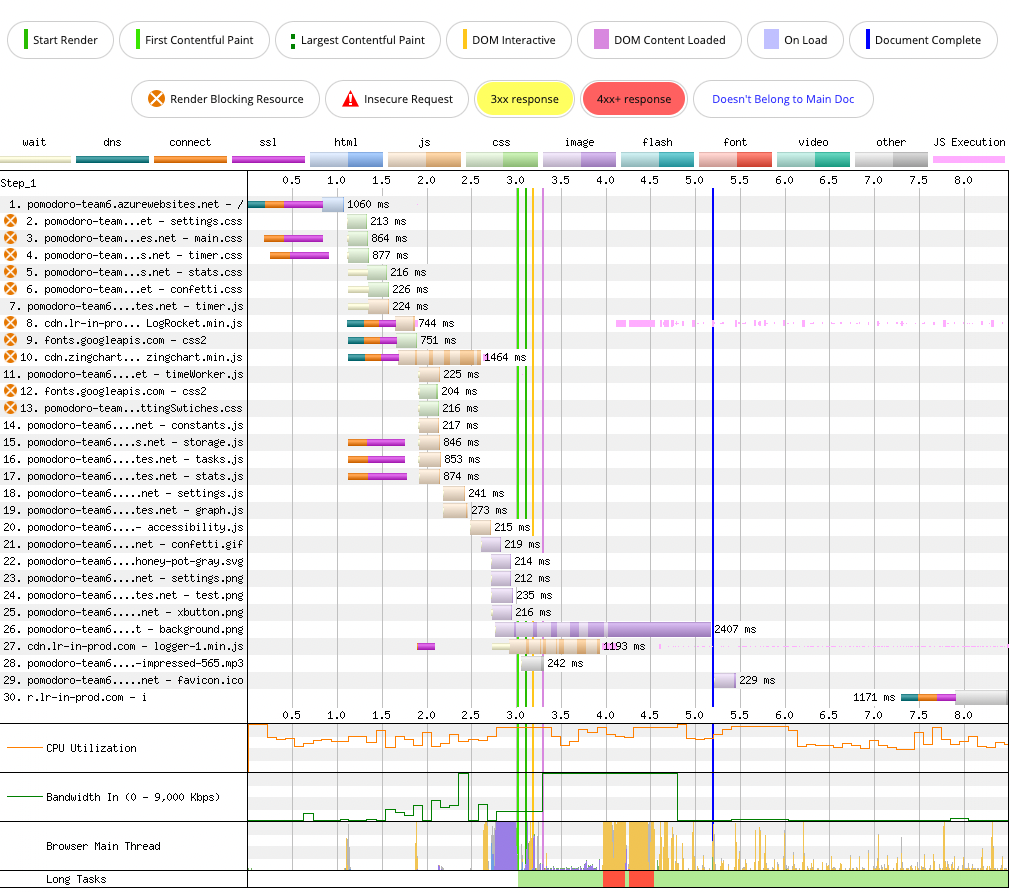 Start Render First Contentful Paint Largest Contentful Paint DOM Interactive DOM Content Loaded On Load Document Complete
Render Blocking Resource Insecure Request 3xx response 4xx+ response Doesn't Belong to Main Doc
wait dns connect ssl html js css image flash font video other JS Execution
Step_1 0.5 1.0 1.5 2.0 2.5 3.0 3.5 4.0 4.5 5.0 5.5 6.0 6.5 7.0 7.5 8.0
1. pomodoro-team6.azurewebsites.net - / 1060 ms
2. pomodoro-team...et - settings.css 213 ms
3. pomodoro-team...es.net - main.css 864 ms
4. pomodoro-team...s.net - timer.css 877 ms
5. pomodoro-team...s.net - stats.css 216 ms
6. pomodoro-team...et - confetti.css 226 ms
7. pomodoro-team6....tes.net - timer.js 224 ms
8. cdn.lr-in-pro... LogRocket.min.js 744 ms
9. fonts.googleapis.com - css2 751 ms
10. cdn.zingchart... zingchart.min.js 1464 ms
11. pomodoro-team6....et - timeWorker.js 225 ms
12. fonts.googleapis.com - css2 204 ms
13. pomodoro-team...ttingSwtiches.css 216 ms
14. pomodoro-team6....net - constants.js 217 ms
15. pomodoro-team6....s.net - storage.js 846 ms
16. pomodoro-team6....tes.net - tasks.js 853 ms
17. pomodoro-team6....tes.net - stats.js 874 ms
18. pomodoro-team6.....net - settings.js 241 ms
19. pomodoro-team6....tes.net - graph.js 273 ms
20. pomodoro-team6....- accessibility.js 215 ms
21. pomodoro-team6....net - confetti.gif 219 ms
22. pomodoro-team6....honey-pot-gray.svg 214 ms
23. pomodoro-team6....net - settings.png 212 ms
24. pomodoro-team6....tes.net - test.png 235 ms
25. pomodoro-team6.....net - xbutton.png 216 ms
26. pomodoro-team6....t - background.png 2407 ms
27. cdn.lr-in-prod.com - logger-1.min.js 1193 ms
28. pomodoro-team6....-impressed-565.mp3 242 ms
29. pomodoro-team6.....net - favicon.ico 229 ms
30. r.lr-in-prod.com - i 1171 ms
0.5 1.0 1.5 2.0 2.5 3.0 3.5 4.0 4.5 5.0 5.5 6.0 6.5 7.0 7.5 8.0
CPU Utilization
Bandwidth In (0 - 9,000 Kbps)
Browser Main Thread
Long Tasks